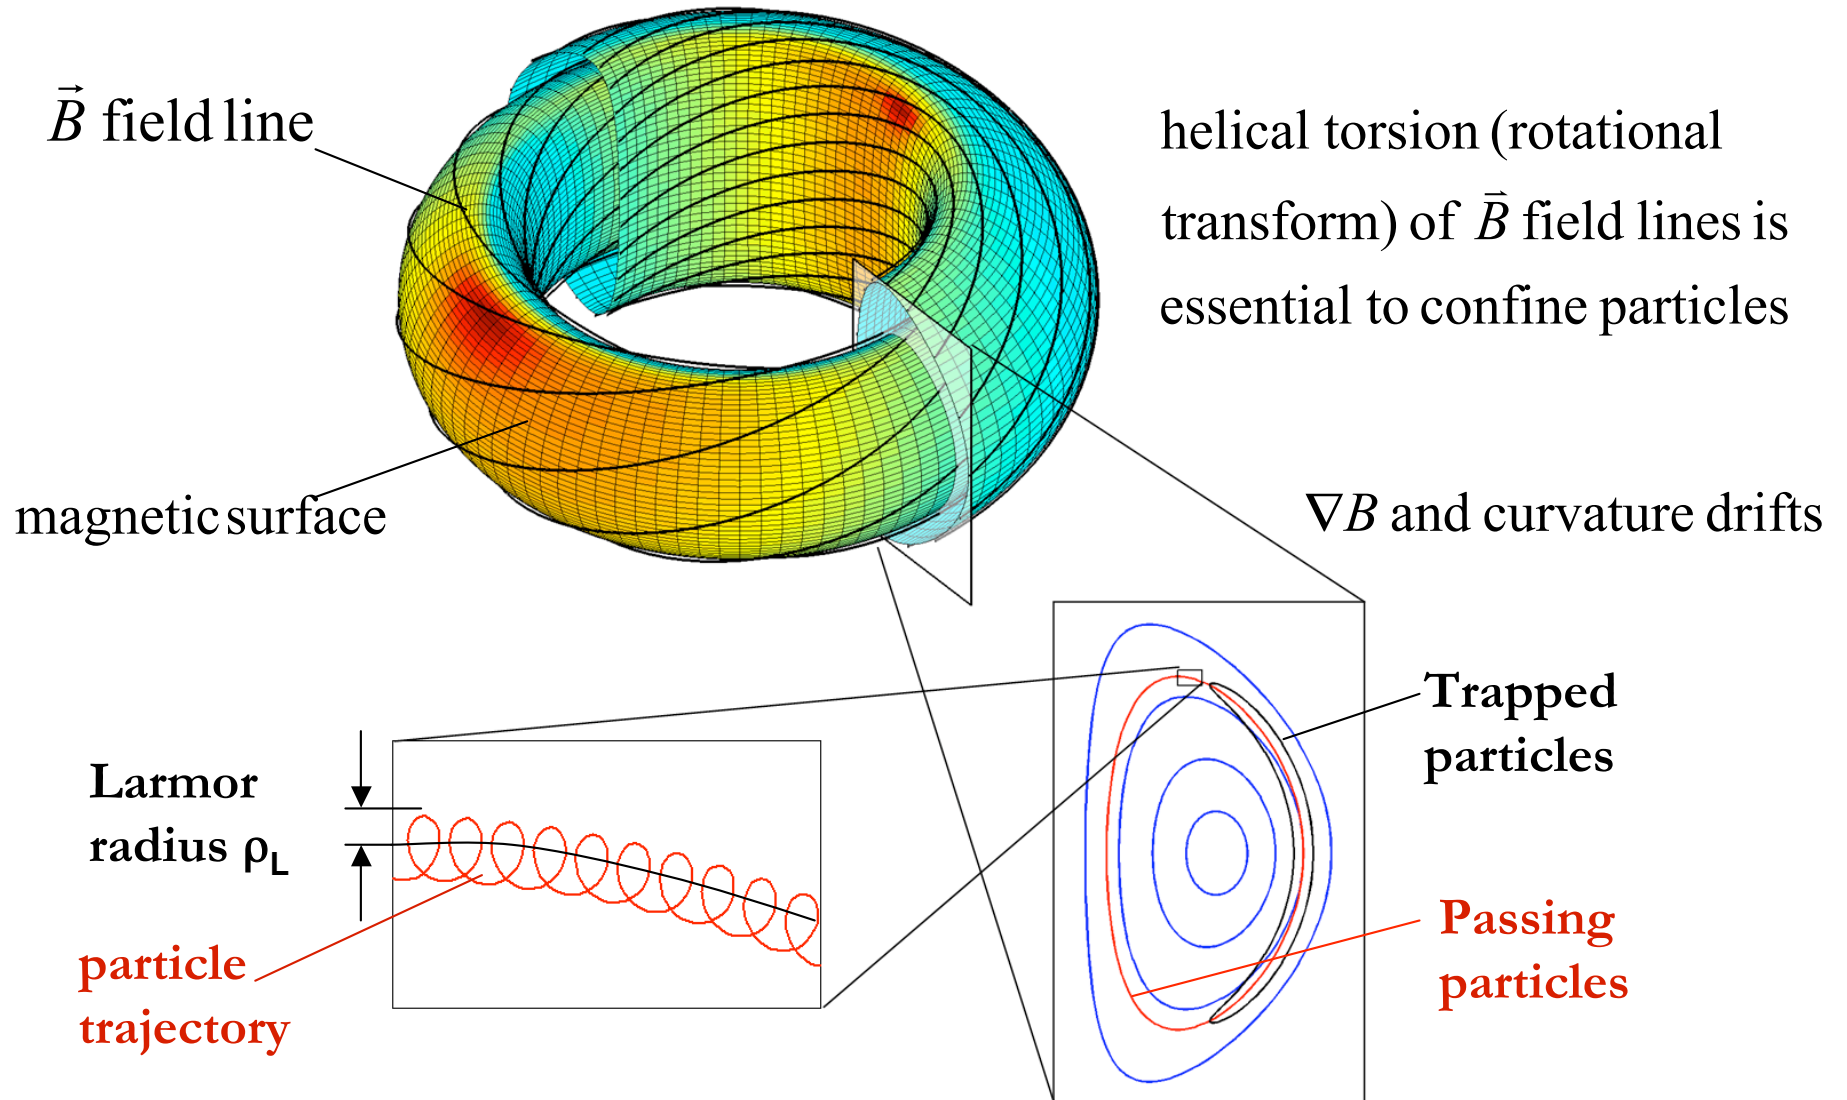 B⃗ field line
helical torsion (rotational
transform) of B⃗ field lines is
essential to confine particles
magnetic surface
∇B and curvature drifts
Trapped
particles
Larmor
radius ρL
particle
trajectory
Passing
particles